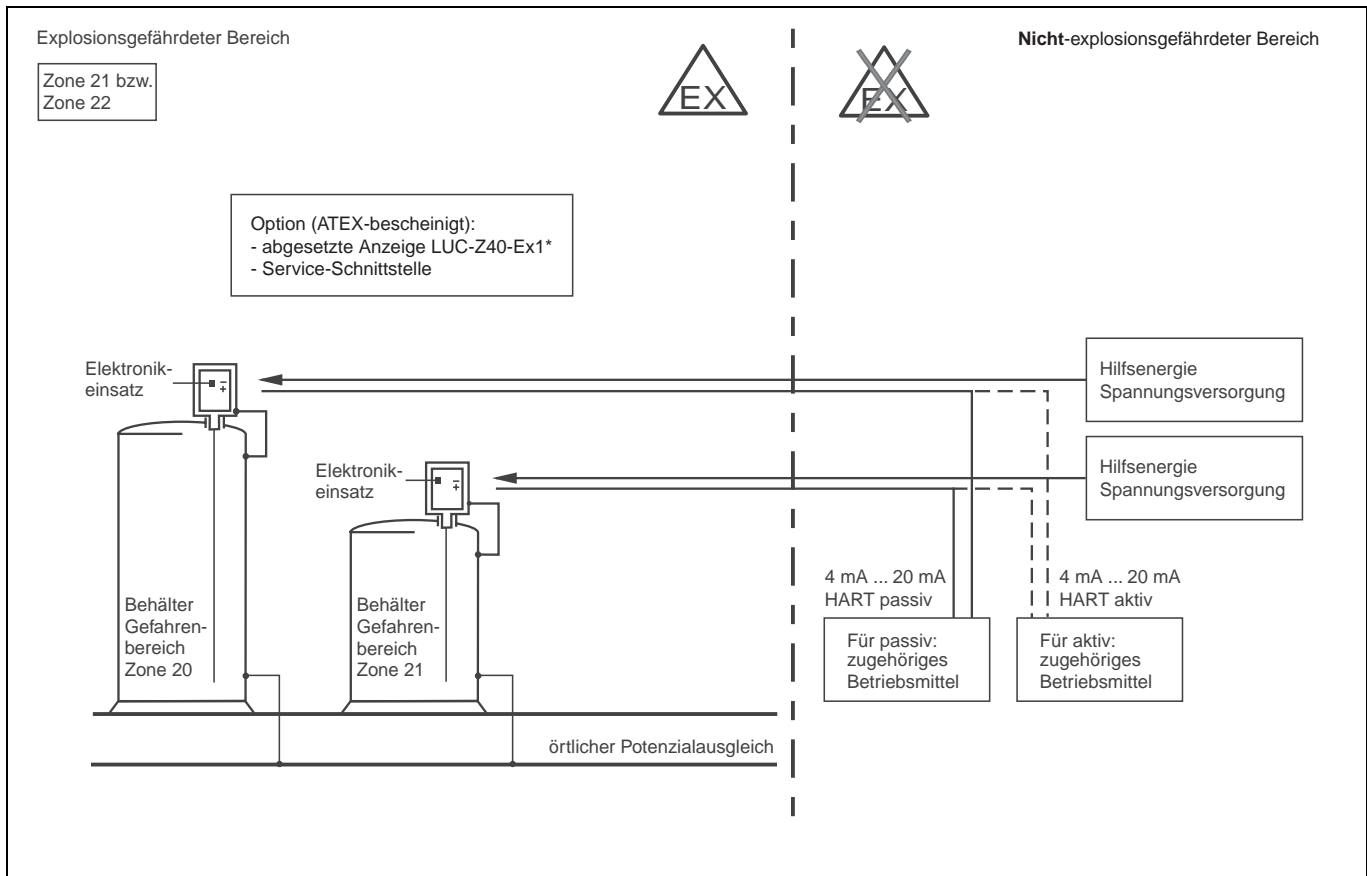 Explosionsgefährdeter Bereich
Nicht-explosionsgefährdeter Bereich
Zone 21 bzw.
Zone 22
EX
EX
Option (ATEX-bescheinigt):
- abgesetzte Anzeige LUC-Z40-Ex1*
- Service-Schnittstelle
Elektronik-
einsatz
- +
Hilfsenergie
Spannungsversorgung
Elektronik-
einsatz
- +
Hilfsenergie
Spannungsversorgung
4 mA ... 20 mA
HART passiv
4 mA ... 20 mA
HART aktiv
Behälter
Gefahren-
bereich
Zone 20
Behälter
Gefahren-
bereich
Zone 21
Für passiv:
zugehöriges
Betriebsmittel
Für aktiv:
zugehöriges
Betriebsmittel
örtlicher Potenzialausgleich